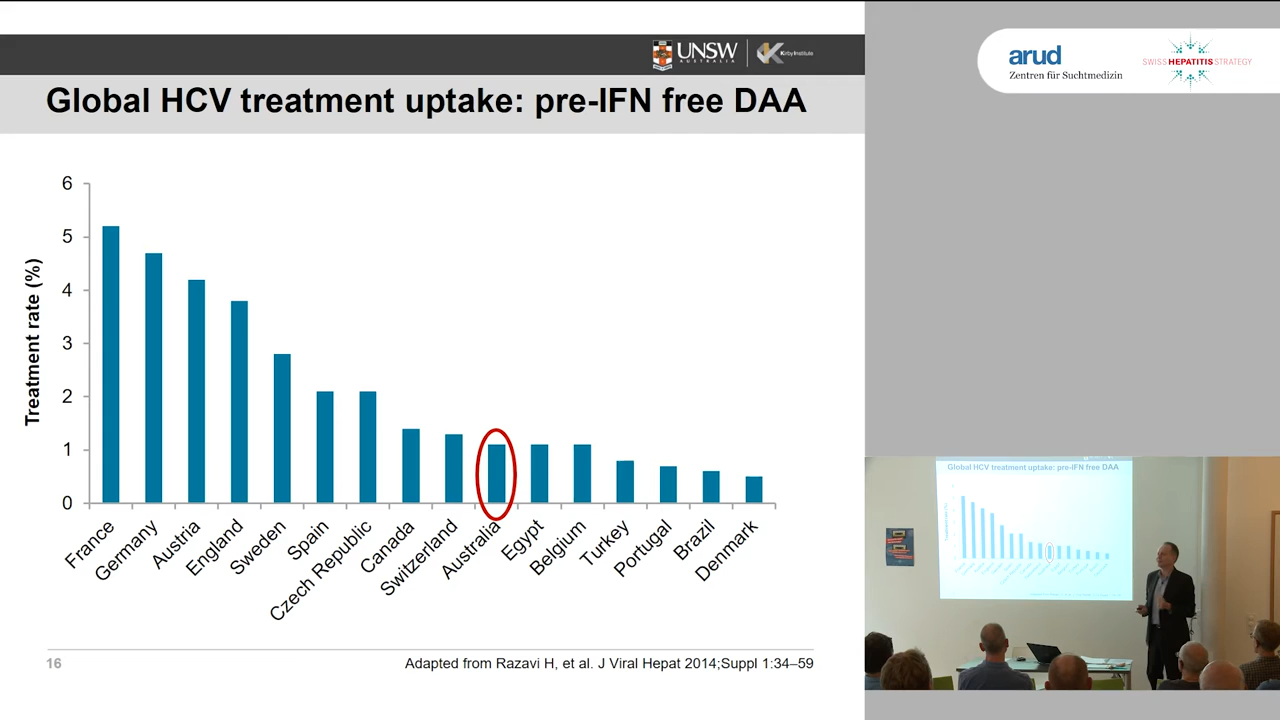 UNSW
AUSTRALIA
Kirby Institute
arud
Zentren für Suchtmedizin
SWISS HEPATITIS STRATEGY
Global HCV treatment uptake: pre-IFN free DAA
Treatment rate (%)
6
5
4
3
2
1
0
France
Germany
Austria
England
Sweden
Spain
Czech Republic
Canada
Switzerland
Australia
Egypt
Belgium
Turkey
Portugal
Brazil
Denmark
16
Adapted from Razavi H, et al. J Viral Hepat 2014;Suppl 1:34–59
Global HCV treatment uptake: pre-IFN free DAA